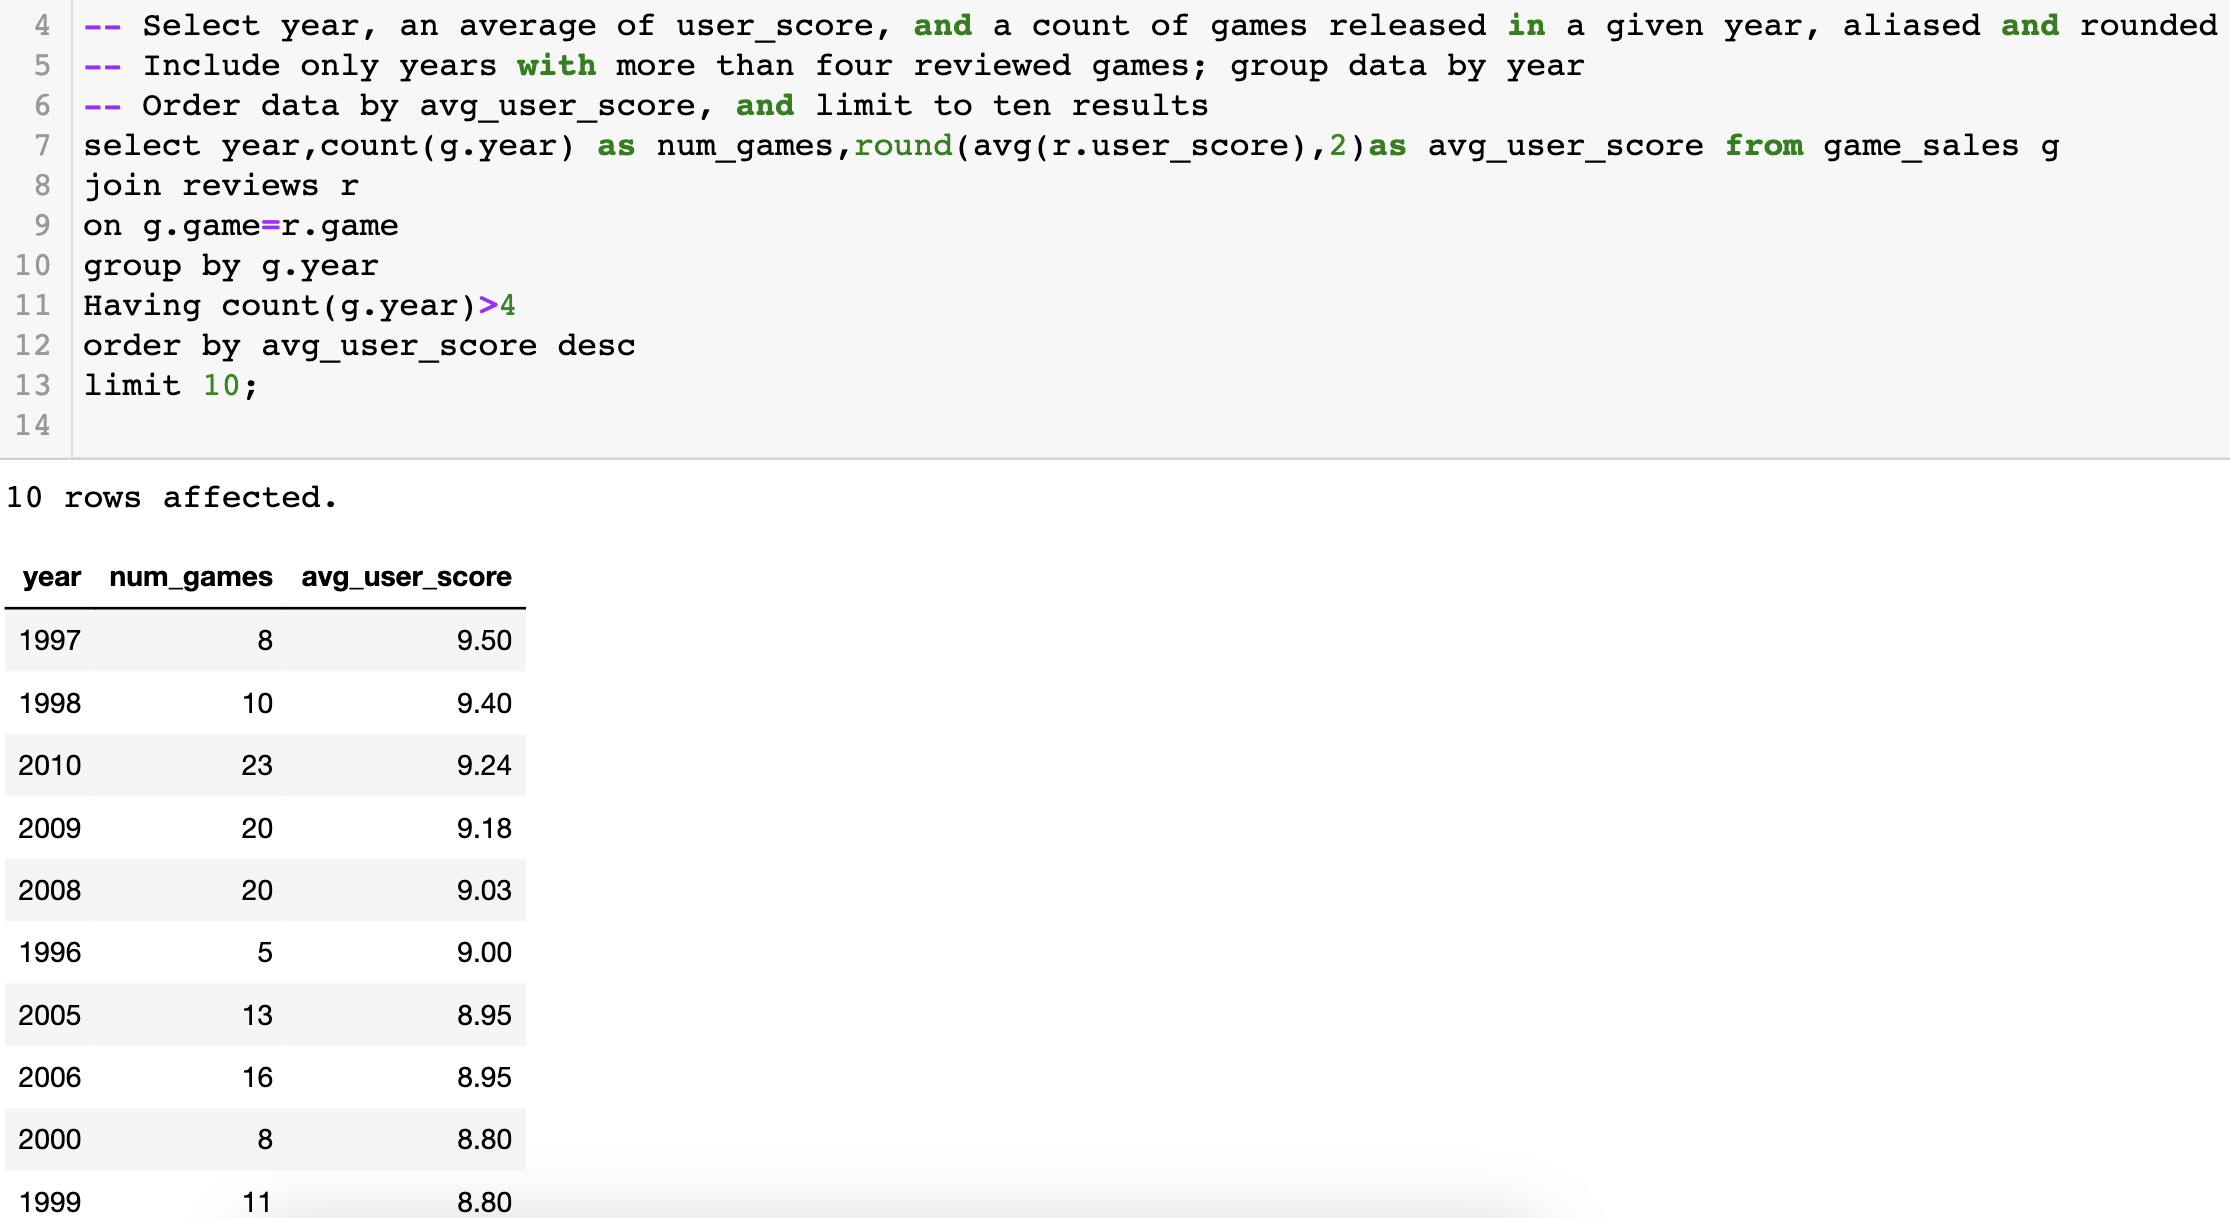 4 -- Select year, an average of user_score, and a count of games released in a given year, aliased and rounded
5 -- Include only years with more than four reviewed games; group data by year
6 -- Order data by avg_user_score, and limit to ten results
7 select year,count(g.year) as num_games,round(avg(r.user_score),2)as avg_user_score from game_sales g
8 join reviews r
9 on g.game=r.game
10 group by g.year
11 Having count(g.year)>4
12 order by avg_user_score desc
13 limit 10;
14
10 rows affected.
year num_games avg_user_score
1997 8 9.50
1998 10 9.40
2010 23 9.24
2009 20 9.18
2008 20 9.03
1996 5 9.00
2005 13 8.95
2006 16 8.95
2000 8 8.80
1999 11 8.80